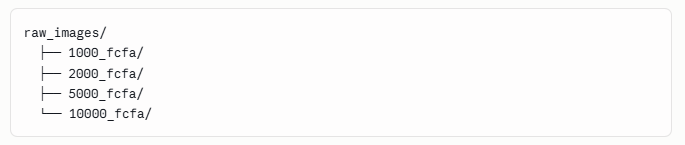 raw_images/
├── 1000_fcfa/
├── 2000_fcfa/
├── 5000_fcfa/
└── 10000_fcfa/